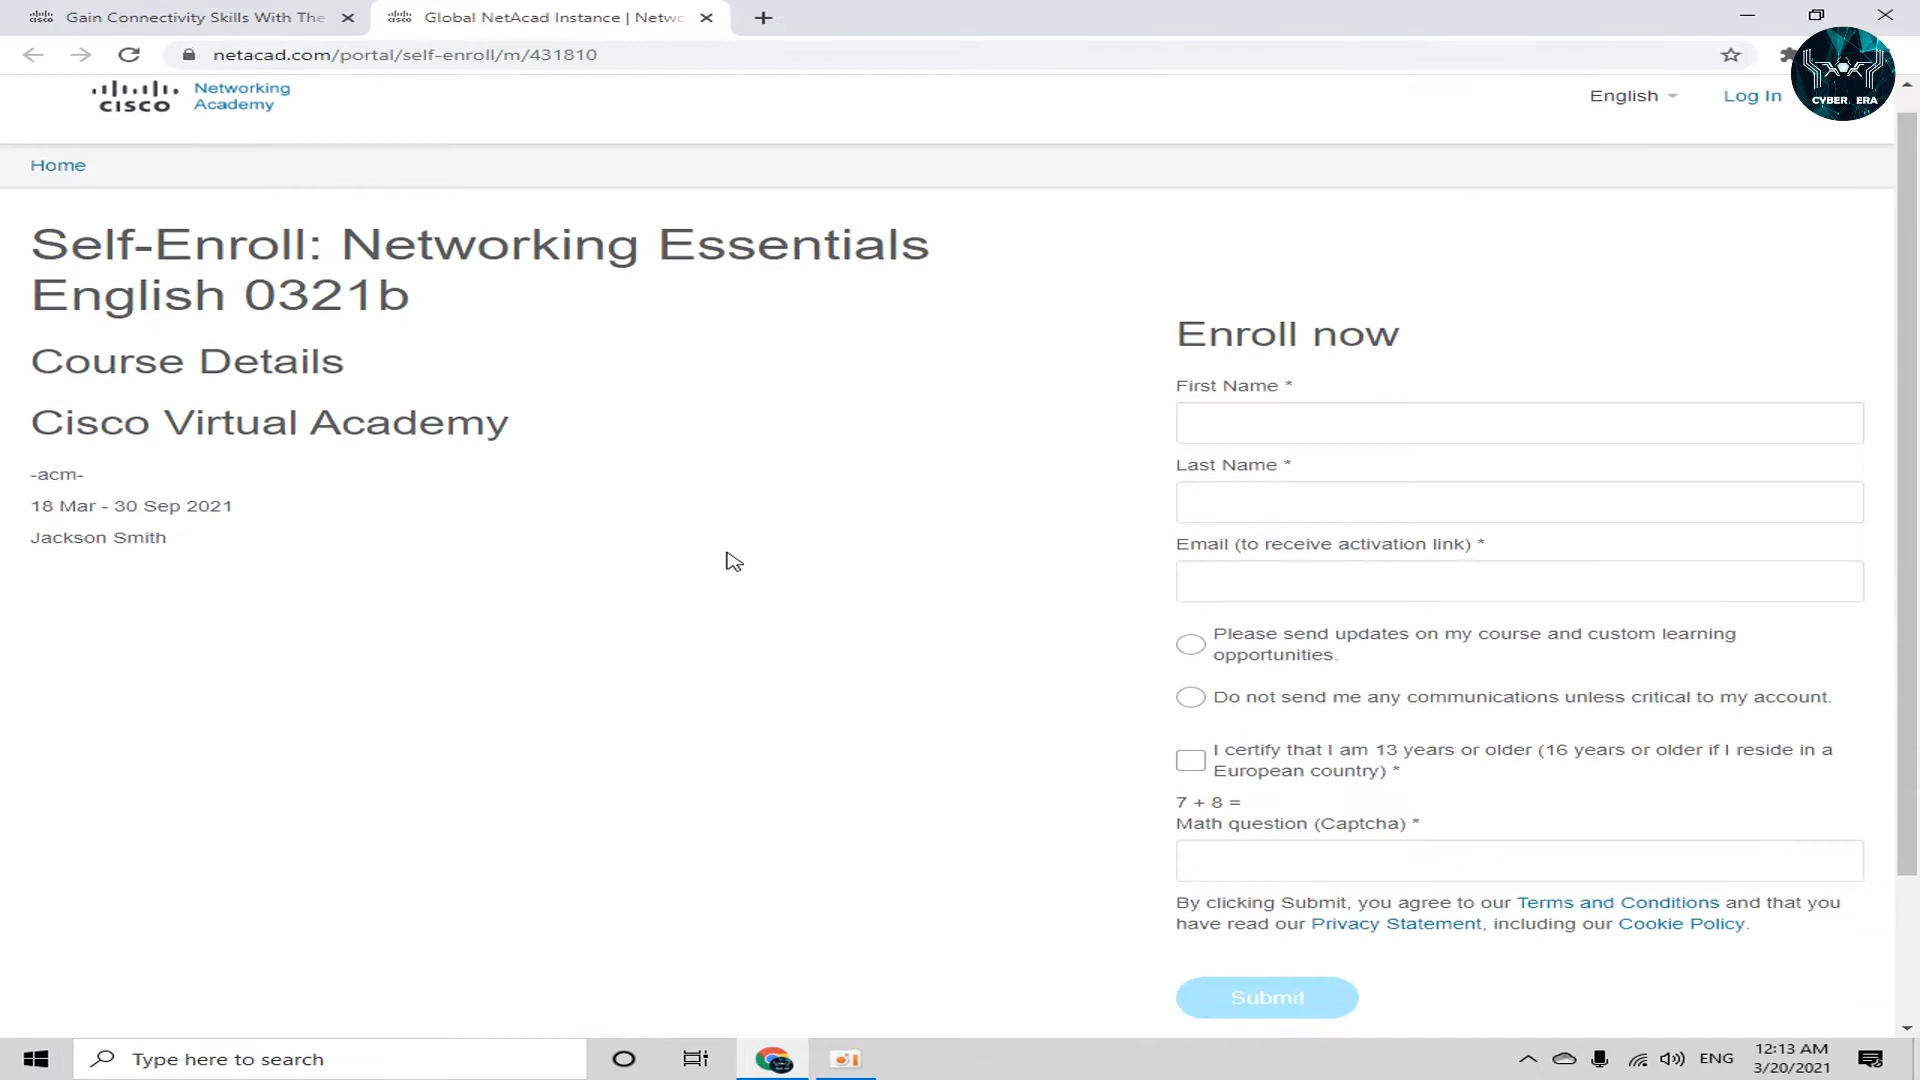 Gain Connectivity Skills With The
Global NetAcad Instance | Netwo
netacad.com/portal/self-enroll/m/431810
CYBER ERA
cisco
Networking
Academy
English
Log In
Home
Self-Enroll: Networking Essentials
English 0321b
Course Details
Cisco Virtual Academy
-acm-
18 Mar - 30 Sep 2021
Jackson Smith
Enroll now
First Name *
Last Name *
Email (to receive activation link) *
Please send updates on my course and custom learning
opportunities.
Do not send me any communications unless critical to my account.
I certify that I am 13 years or older (16 years or older if I reside in a
European country) *
7 + 8 =
Math question (Captcha) *
By clicking Submit, you agree to our Terms and Conditions and that you
have read our Privacy Statement, including our Cookie Policy.
Submit
Type here to search
ENG
12:13 AM
3/20/2021